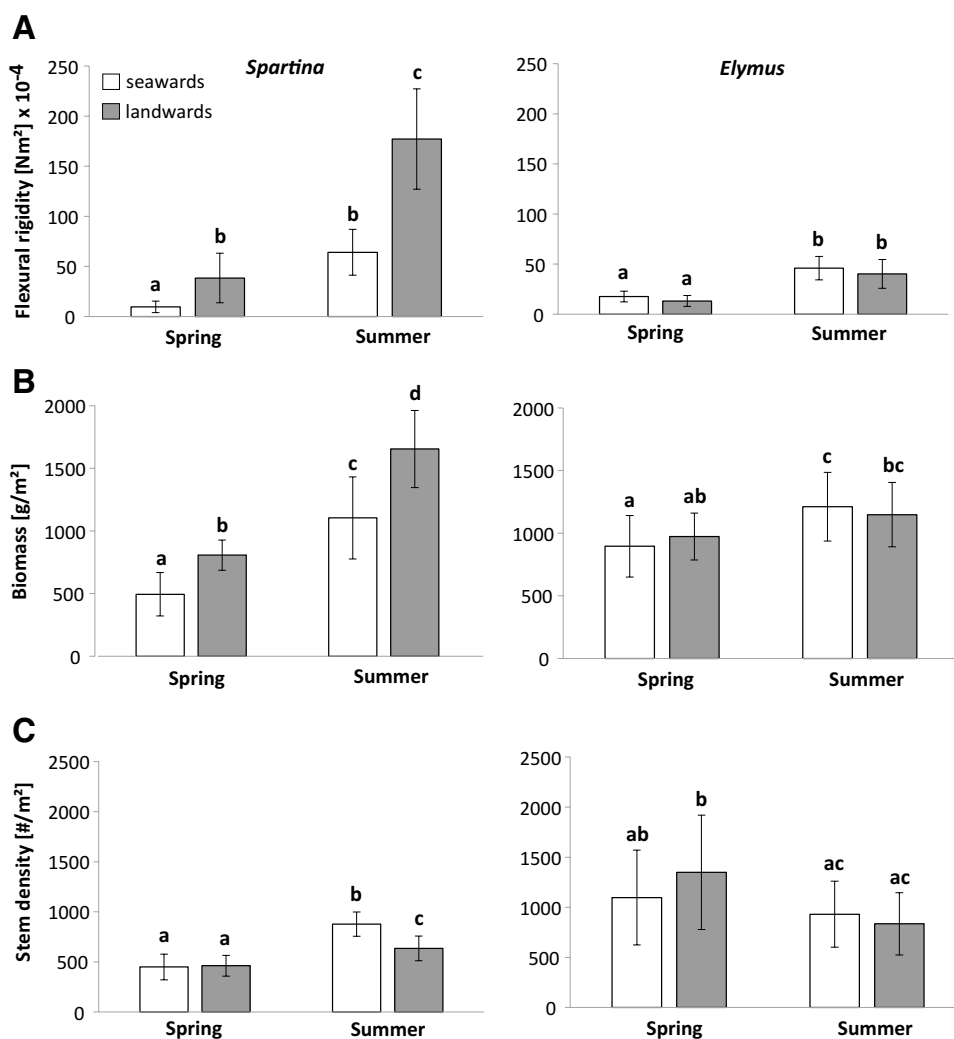 A
Flexural rigidity [Nm²] x 10⁻⁴
250
200
150
100
50
0
Spartina
seawards
landwards
a
b
b
c
Spring
Summer
250
200
150
100
50
0
Elymus
a
a
b
b
Spring
Summer
B
Biomass [g/m²]
2000
1500
1000
500
0
a
b
c
d
Spring
Summer
2000
1500
1000
500
0
a
ab
c
bc
Spring
Summer
C
Stem density [#/m²]
2500
2000
1500
1000
500
0
a
a
b
c
Spring
Summer
2500
2000
1500
1000
500
0
ab
b
ac
ac
Spring
Summer